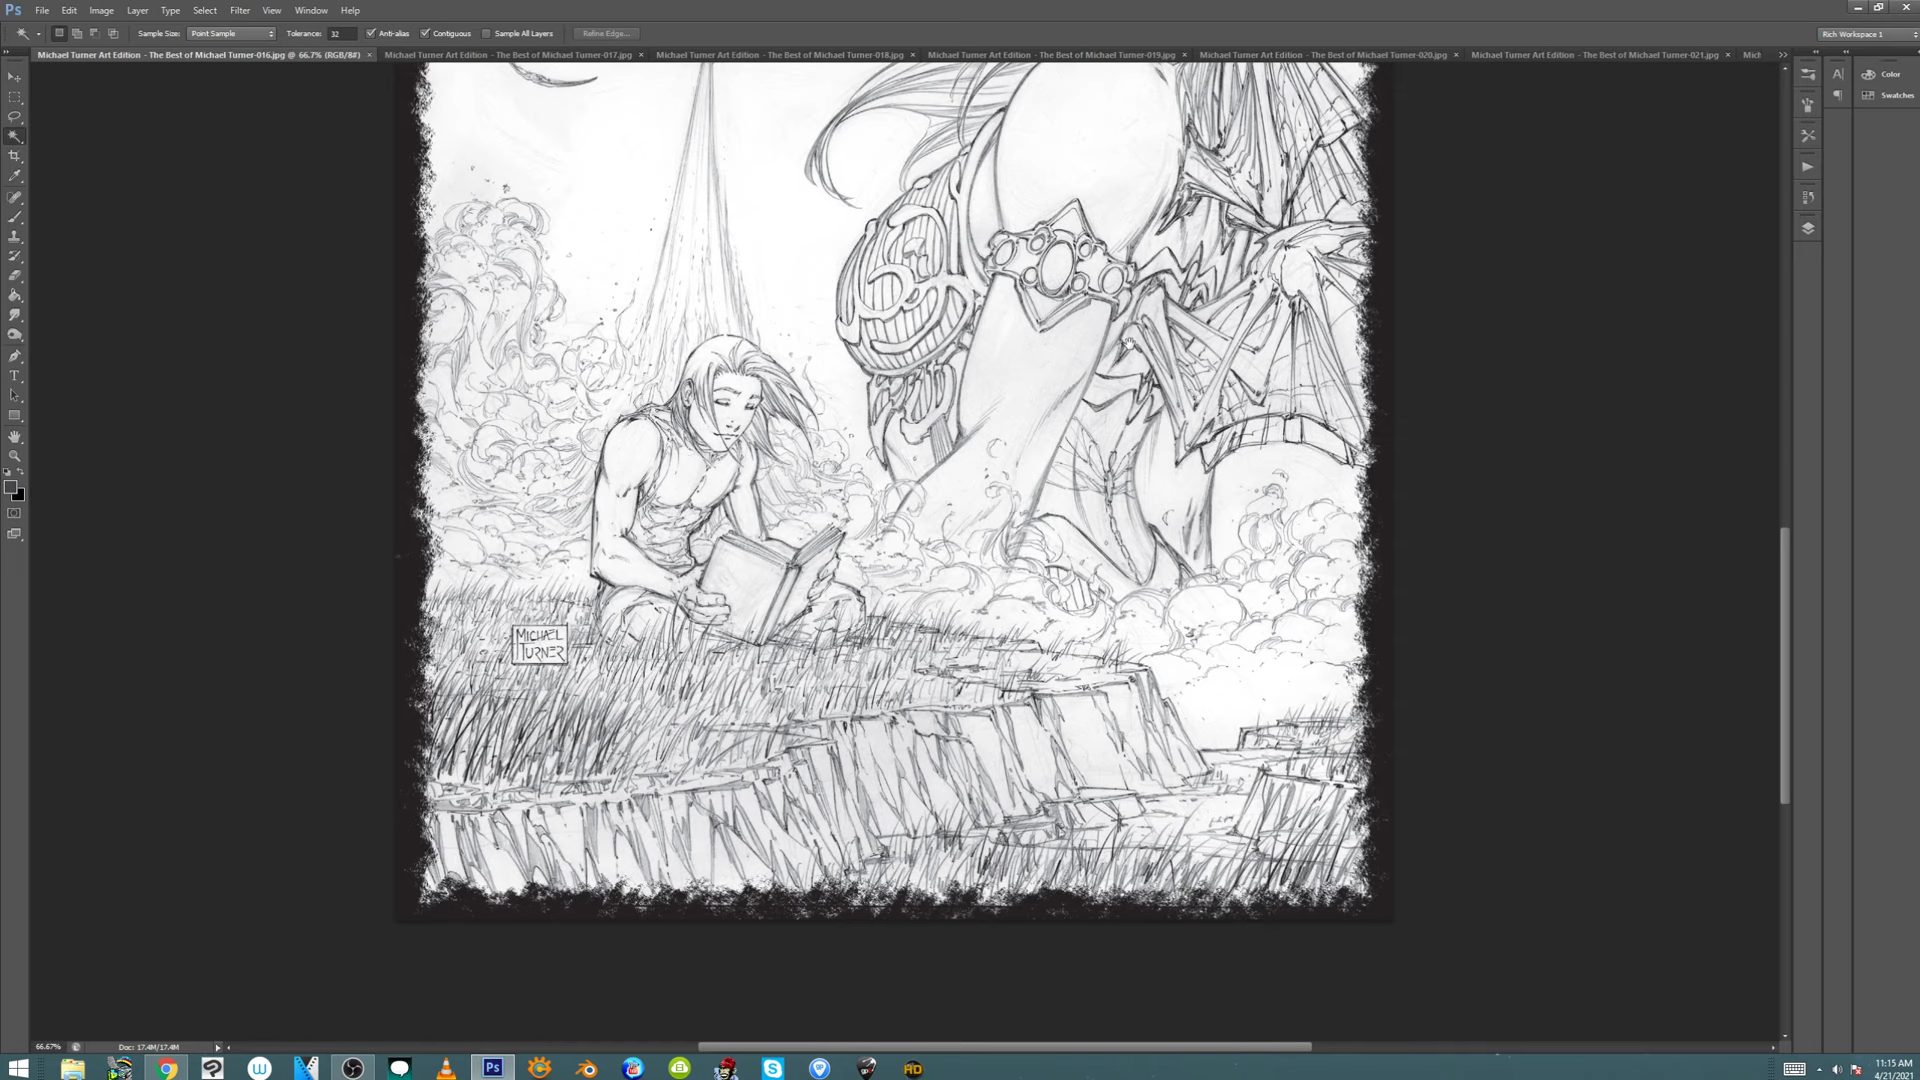 Ps File Edit Image Layer Type Select Filter View Window Help
Sample Size: Point Sample Tolerance: 32 Anti-alias Contiguous Sample All Layers Refine Edge... Rich Workspace 1
Michael Turner Art Edition - The Best of Michael Turner-016.jpg @ 66.7% (RGB/8#) × Michael Turner Art Edition - The Best of Michael Turner-017.jpg × Michael Turner Art Edition - The Best of Michael Turner-018.jpg × Michael Turner Art Edition - The Best of Michael Turner-019.jpg × Michael Turner Art Edition - The Best of Michael Turner-020.jpg × Michael Turner Art Edition - The Best of Michael Turner-021.jpg × Mich
Color
Swatches
MICHAEL
TURNER
66.67% Doc: 17.4M/17.4M
11:15 AM
4/21/2021